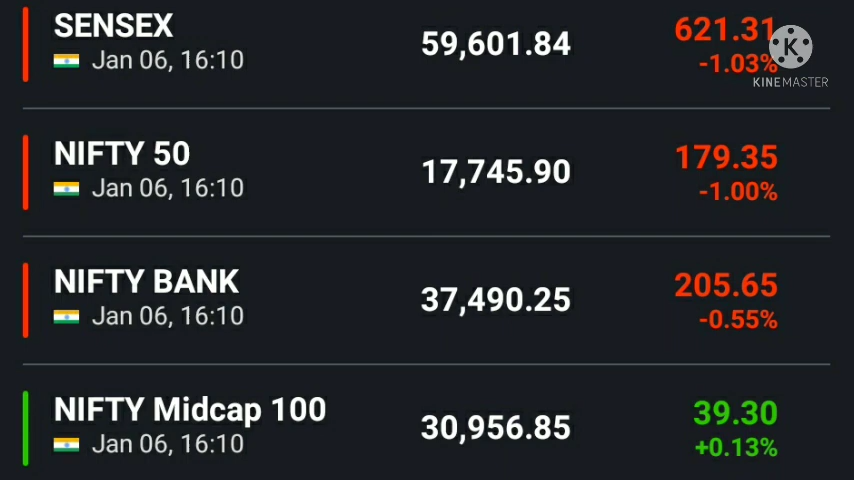 SENSEX
Jan 06, 16:10
59,601.84
621.31
-1.03%
K
KINEMASTER
NIFTY 50
Jan 06, 16:10
17,745.90
179.35
-1.00%
NIFTY BANK
Jan 06, 16:10
37,490.25
205.65
-0.55%
NIFTY Midcap 100
Jan 06, 16:10
30,956.85
39.30
+0.13%